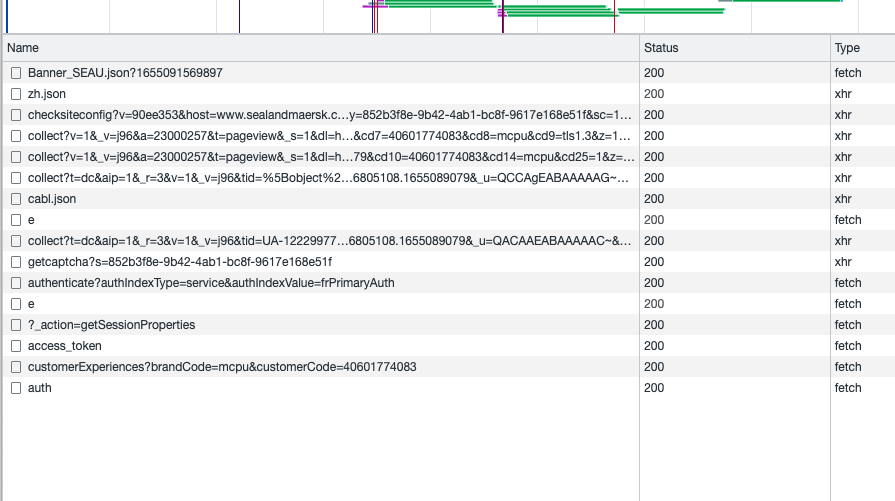 Name Status Type
Banner_SEAU.json?1655091569897 200 fetch
zh.json 200 xhr
checksiteconfig?v=90ee353&host=www.sealandmaersk.c…y=852b3f8e-9b42-4ab1-bc8f-9617e168e51f&sc=1… 200 xhr
collect?v=1&_v=j96&a=23000257&t=pageview&_s=1&dl=h…&cd7=40601774083&cd8=mcpu&cd9=tls1.3&z=1… 200 xhr
collect?v=1&_v=j96&a=23000257&t=pageview&_s=1&dl=h…79&cd10=40601774083&cd14=mcpu&cd25=1&z=… 200 xhr
collect?t=dc&aip=1&_r=3&v=1&_v=j96&tid=%5Bobject%2…6805108.1655089079&_u=QCCAgEABAAAAAG~… 200 xhr
cabl.json 200 xhr
e 200 fetch
collect?t=dc&aip=1&_r=3&v=1&_v=j96&tid=UA-12229977…6805108.1655089079&_u=QACAAEABAAAAAC~&… 200 xhr
getcaptcha?s=852b3f8e-9b42-4ab1-bc8f-9617e168e51f 200 xhr
authenticate?authIndexType=service&authIndexValue=frPrimaryAuth 200 fetch
e 200 fetch
?_action=getSessionProperties 200 fetch
access_token 200 fetch
customerExperiences?brandCode=mcpu&customerCode=40601774083 200 fetch
auth 200 fetch